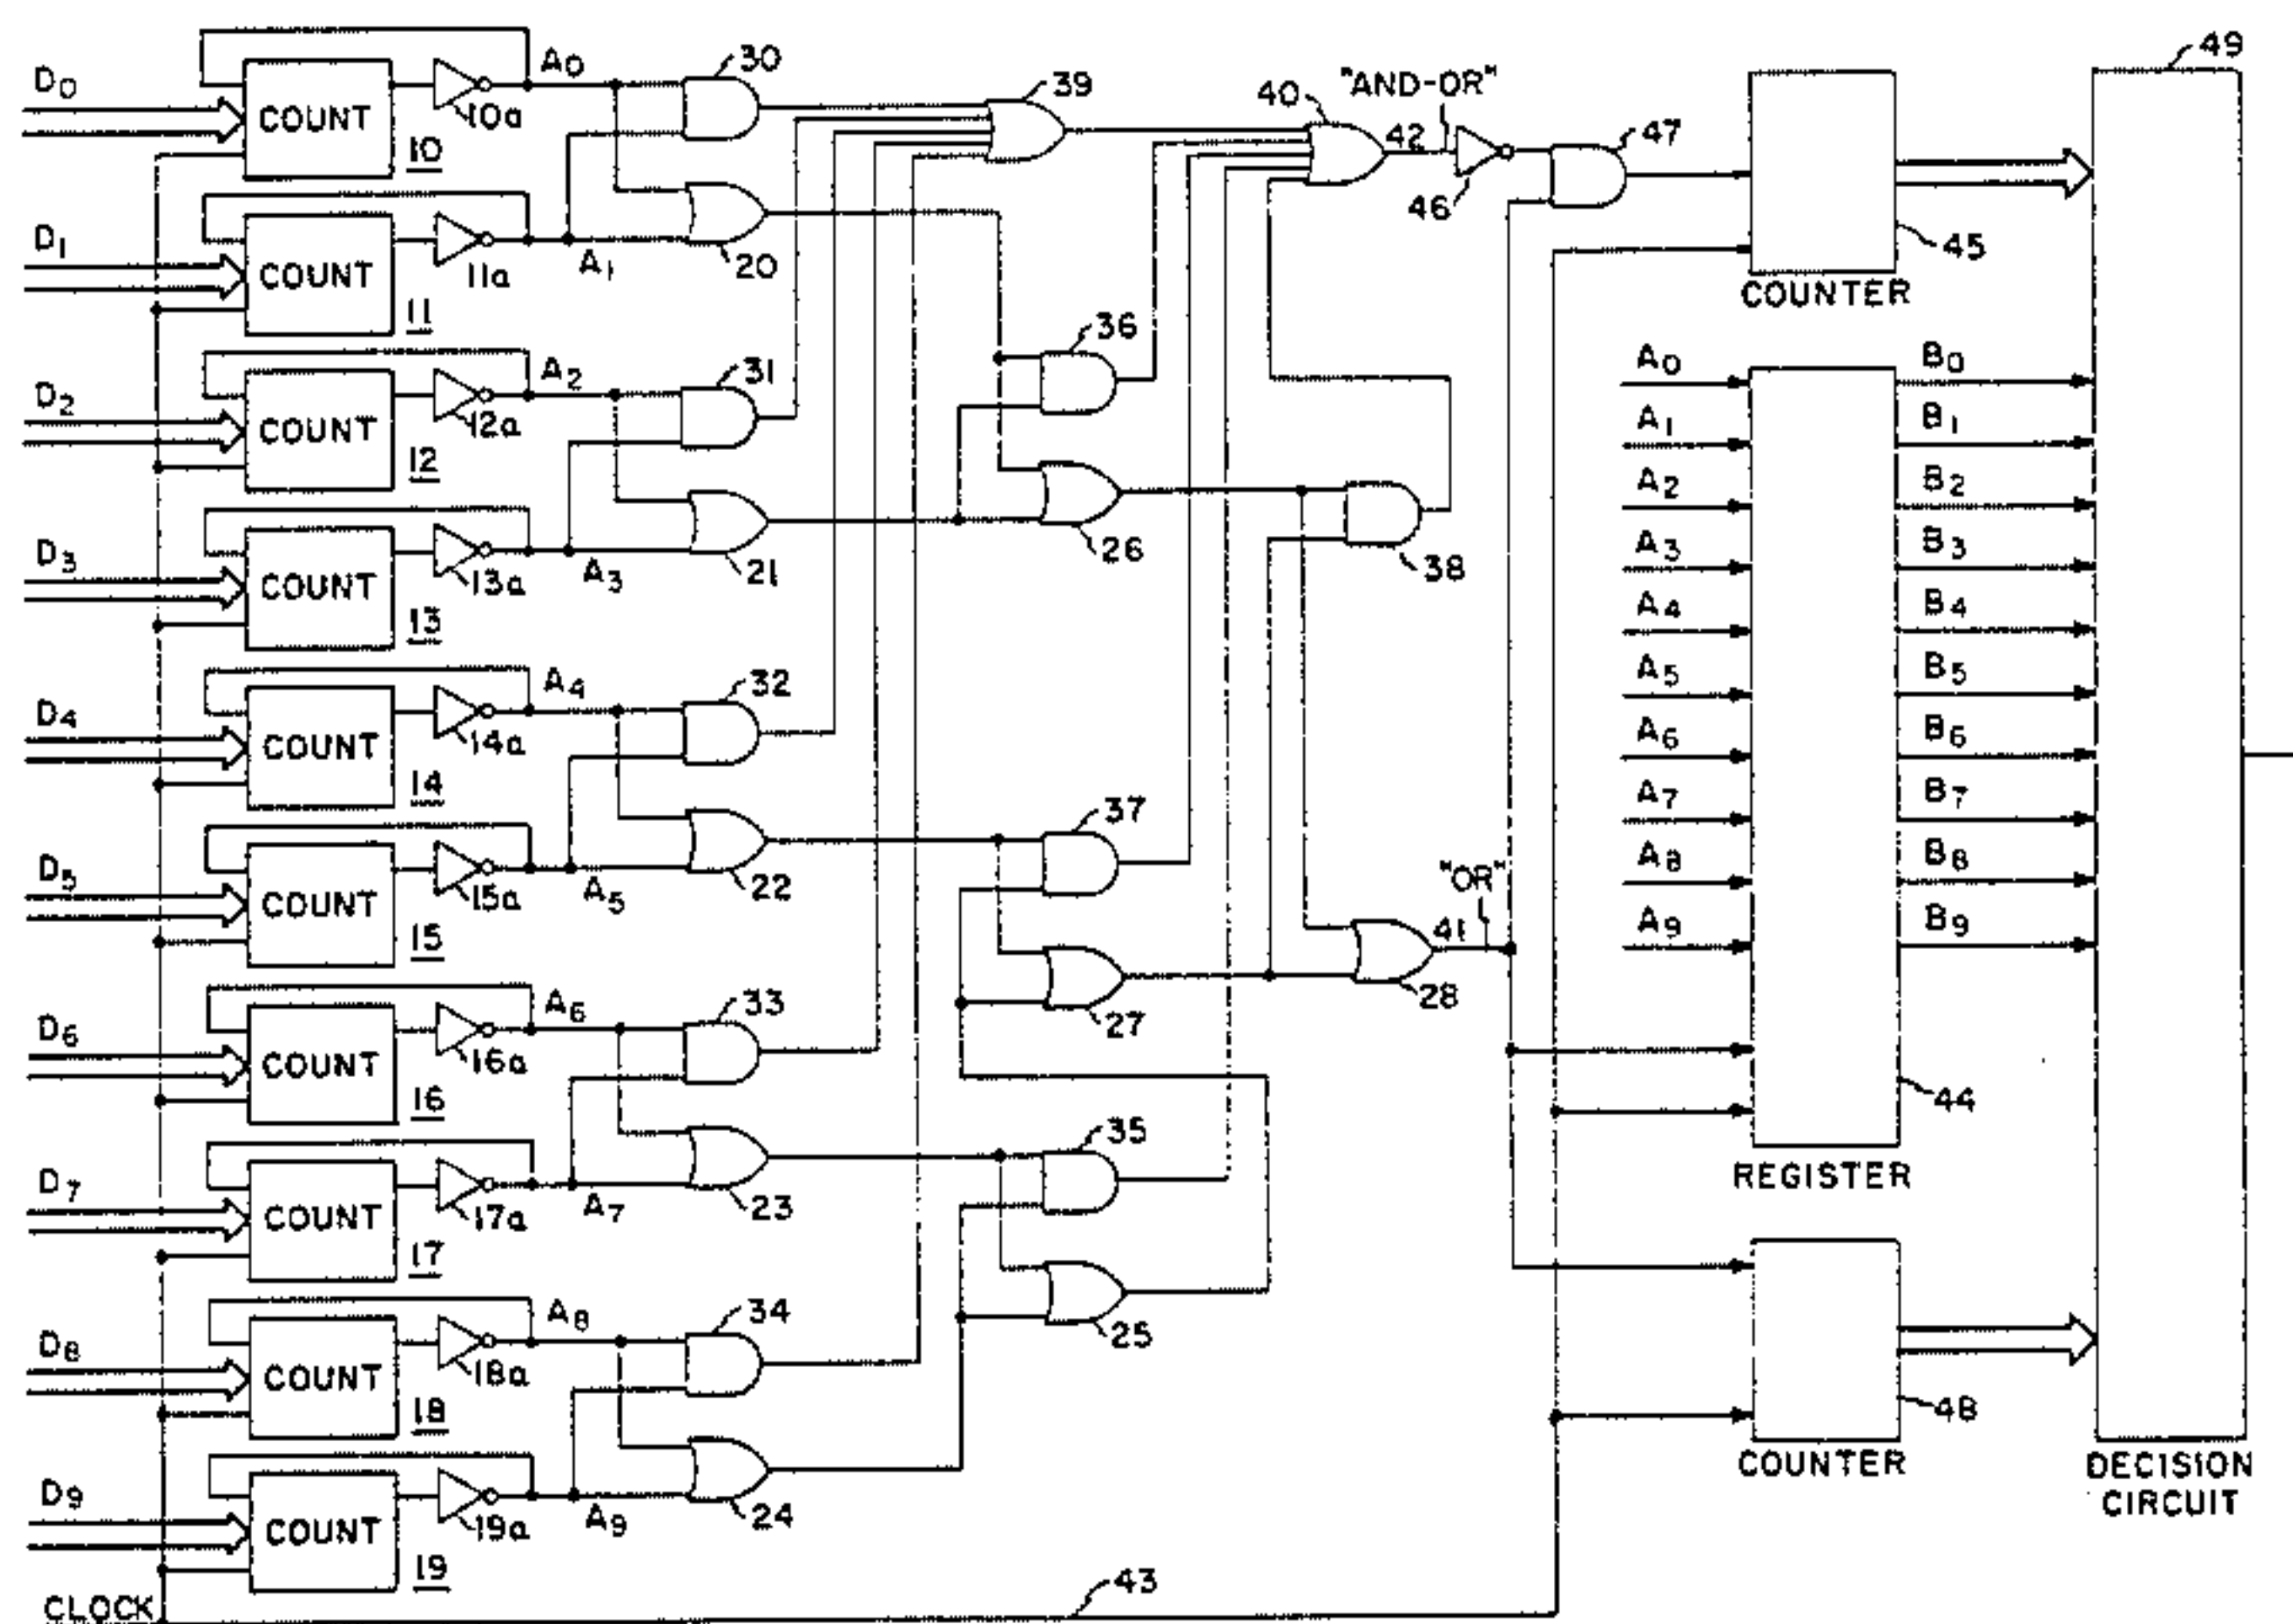 D0
COUNT
10
10a
A0
D1
COUNT
11
11a
A1
D2
COUNT
12
12a
A2
D3
COUNT
13
13a
A3
D4
COUNT
14
14a
A4
D5
COUNT
15
15a
A5
D6
COUNT
16
16a
A6
D7
COUNT
17
17a
A7
D8
COUNT
18
18a
A8
D9
COUNT
19
19a
A9
CLOCK
43
30
20
31
21
32
22
33
23
34
24
39
36
26
37
27
35
25
40
"AND-OR"
42
46
47
38
"OR"
41
28
45
COUNTER
A0
A1
A2
A3
A4
A5
A6
A7
A8
A9
B0
B1
B2
B3
B4
B5
B6
B7
B8
B9
44
REGISTER
48
COUNTER
49
DECISION
CIRCUIT